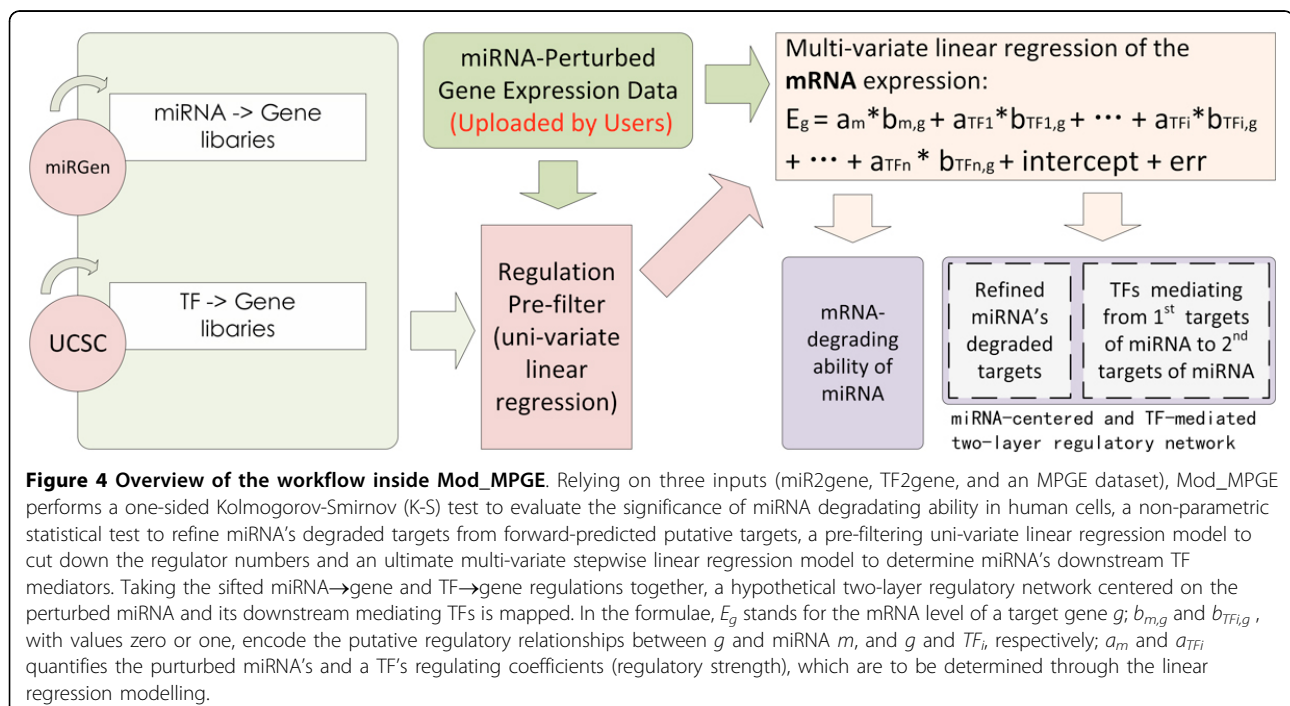 miRGen
miRNA -> Gene
libaries
UCSC
TF -> Gene
libaries
miRNA-Perturbed
Gene Expression Data
(Uploaded by Users)
Regulation
Pre-filter
(uni-variate
linear
regression)
Multi-variate linear regression of the
mRNA expression:
Eg = am*bm,g + aTF1*bTF1,g + ··· + aTFi*bTFi,g
+ ··· + aTFn * bTFn,g + intercept + err
mRNA-
degrading
ability of
miRNA
Refined
miRNA's
degraded
targets
TFs mediating
from 1st targets
of miRNA to 2nd
targets of miRNA
miRNA-centered and TF-mediated
two-layer regulatory network
Figure 4 Overview of the workflow inside Mod_MPGE. Relying on three inputs (miR2gene, TF2gene, and an MPGE dataset), Mod_MPGE
performs a one-sided Kolmogorov-Smirnov (K-S) test to evaluate the significance of miRNA degradating ability in human cells, a non-parametric
statistical test to refine miRNA's degraded targets from forward-predicted putative targets, a pre-filtering uni-variate linear regression model to
cut down the regulator numbers and an ultimate multi-variate stepwise linear regression model to determine miRNA's downstream TF
mediators. Taking the sifted miRNA→gene and TF→gene regulations together, a hypothetical two-layer regulatory network centered on the
perturbed miRNA and its downstream mediating TFs is mapped. In the formulae, Eg stands for the mRNA level of a target gene g; bm,g and bTFi,g ,
with values zero or one, encode the putative regulatory relationships between g and miRNA m, and g and TFi, respectively; am and aTFi
quantifies the purturbed miRNA's and a TF's regulating coefficients (regulatory strength), which are to be determined through the linear
regression modelling.